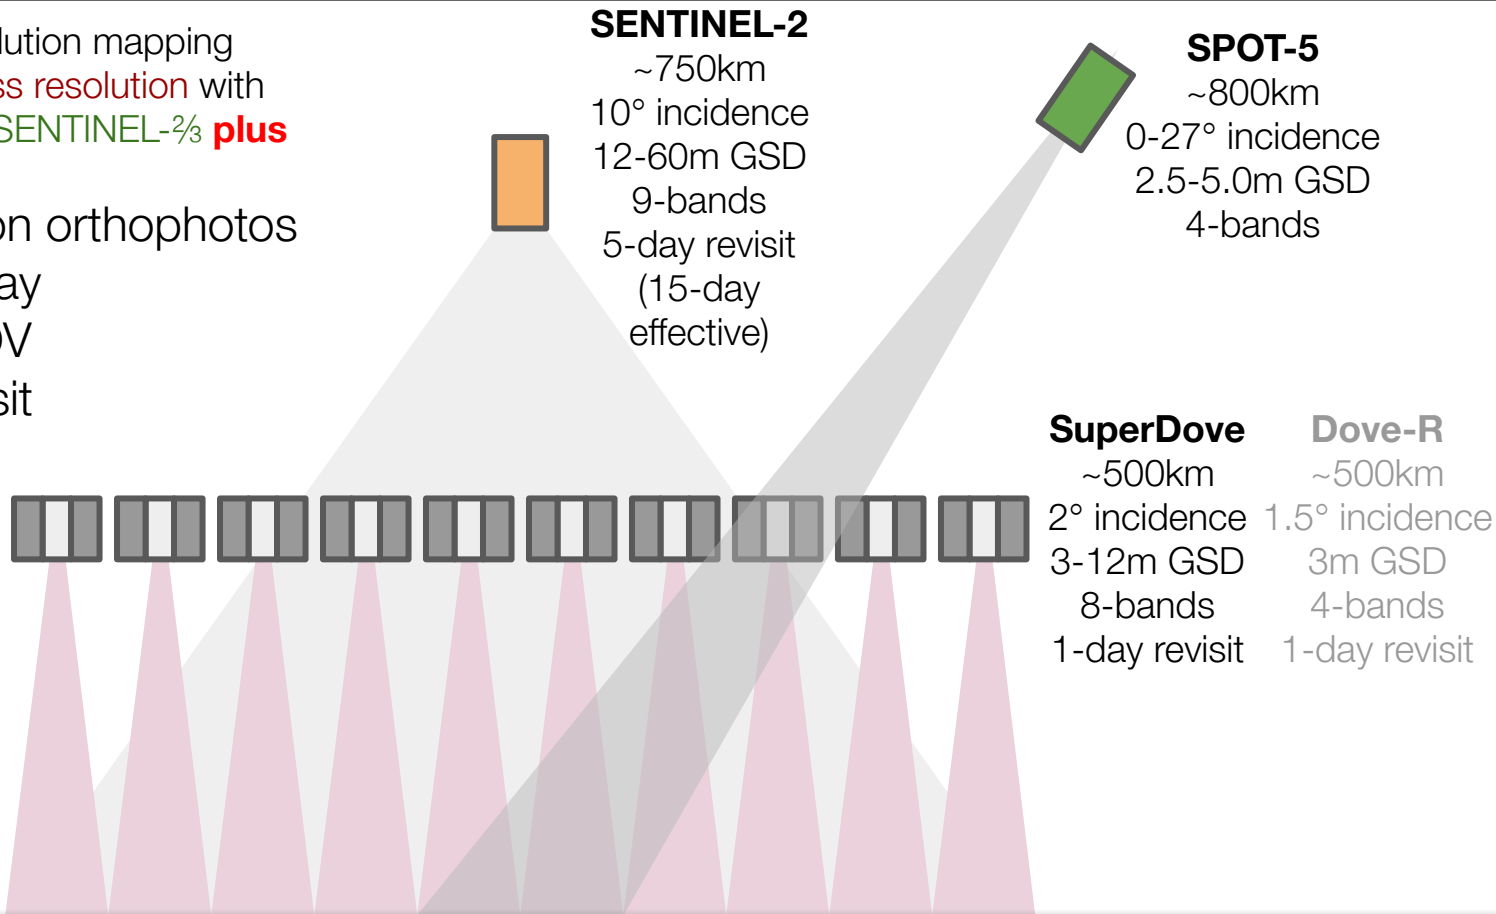 lution mapping
ss resolution with
SENTINEL-⅔ plus
on orthophotos
ay
OV
sit
SENTINEL-2
~750km
10° incidence
12-60m GSD
9-bands
5-day revisit
(15-day
effective)
SPOT-5
~800km
0-27° incidence
2.5-5.0m GSD
4-bands
SuperDove
~500km
2° incidence
3-12m GSD
8-bands
1-day revisit
Dove-R
~500km
1.5° incidence
3m GSD
4-bands
1-day revisit